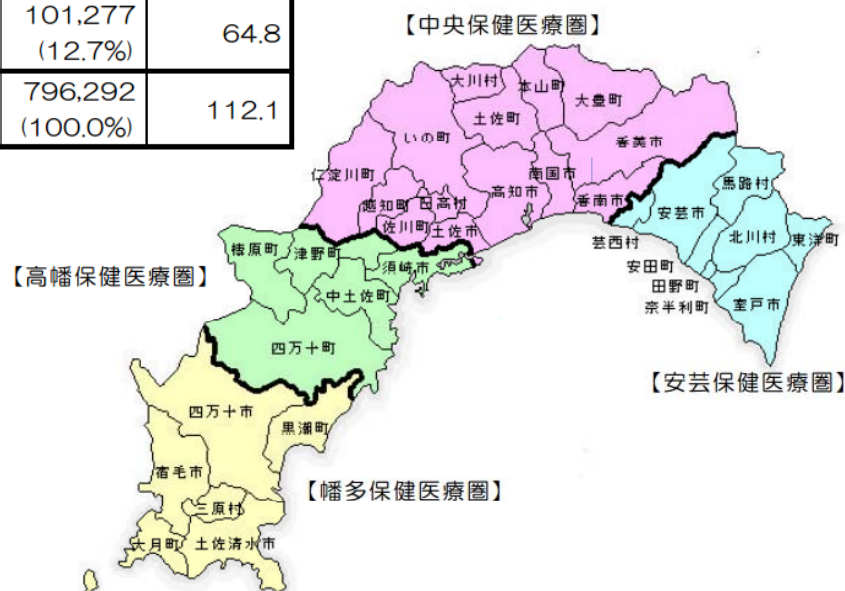 101,277
(12.7%)
64.8
796,292
(100.0%)
112.1
【中央保健医療圏】
大川村
本山町
大豊町
土佐町
いの町
香美市
仁淀川町
南国市
高知市
越知町
日高村
香南市
佐川町
土佐市
馬路村
安芸市
芸西村
北川村
東洋町
安田町
田野町
奈半利町
室戸市
【安芸保健医療圏】
梼原町
津野町
須崎市
【高幡保健医療圏】
中土佐町
四万十町
四万十市
黒潮町
宿毛市
【幡多保健医療圏】
三原村
大月町
土佐清水市